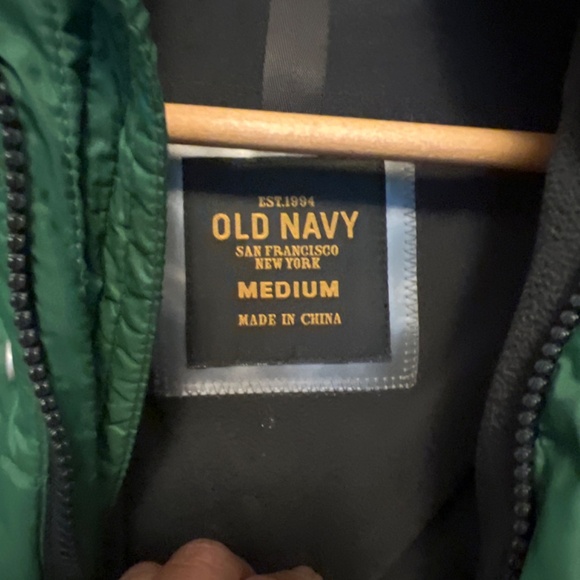 EST.1994
OLD NAVY
SAN FRANCISCO
NEW YORK
MEDIUM
MADE IN CHINA